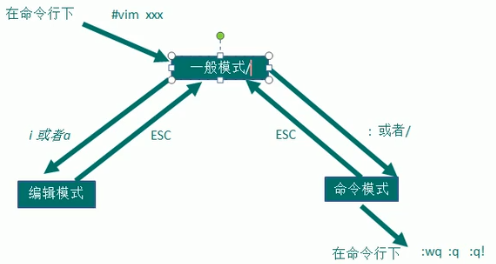 在命令行下 #vim xxx
一般模式/
i 或者a
ESC
ESC
: 或者/
编辑模式
命令模式
在命令行下 :wq :q :q!